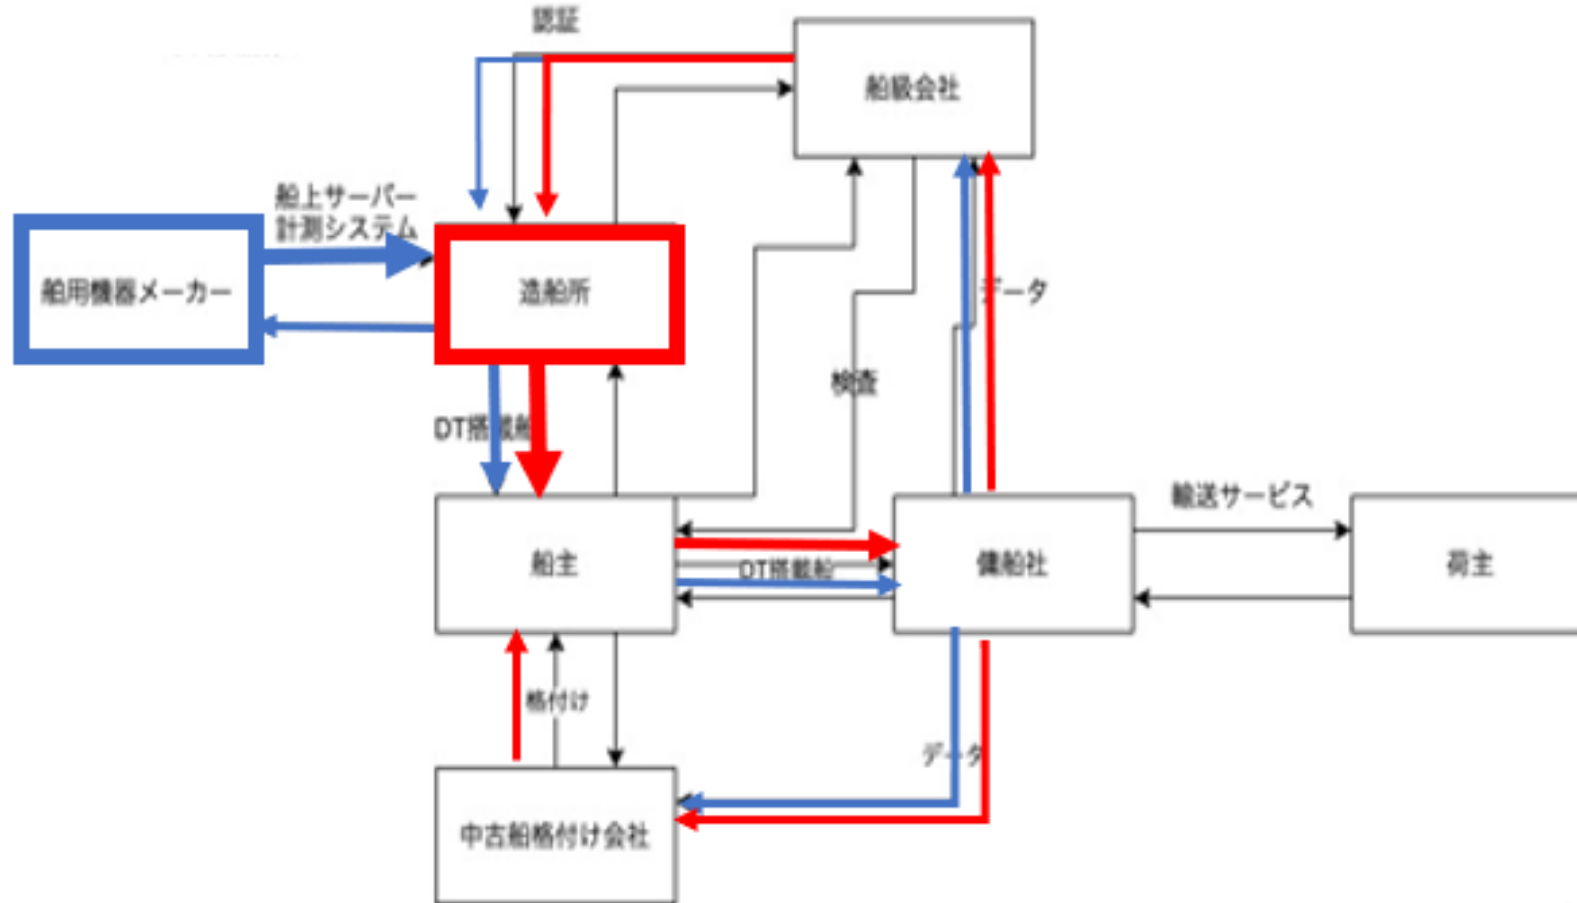 認証
船級会社
船上サーバー
計測システム
舶用機器メーカー
造船所
データ
検査
DT搭載船
輸送サービス
船主
DT搭載船
傭船社
荷主
格付け
データ
中古船格付け会社